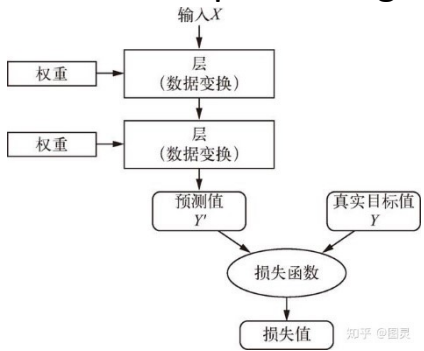 输入X
层
权重
(数据变换)
层
权重
(数据变换)
预测值
Y'
真实目标值
Y
损失函数
损失值
知乎 @图灵